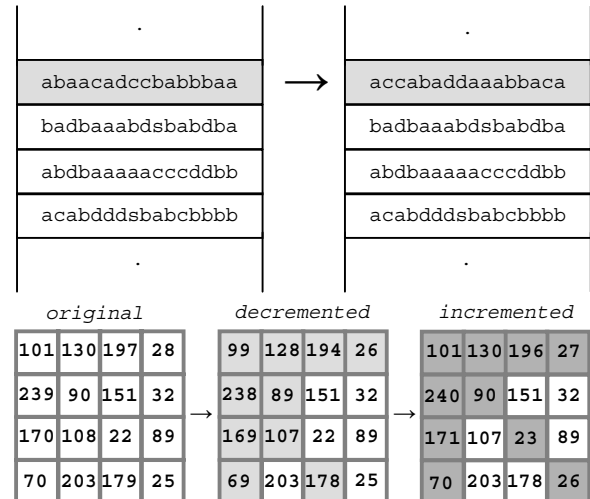 . .
abaacadccbabbbaa → accabaddaaabbaca
badbaaabdsbabdba badbaaabdsbabdba
abdbaaaaacccddbb abdbaaaaacccddbb
acabdddsbabcbbbb acabdddsbabcbbbb
. .
original decremented incremented
101 130 197 28 99 128 194 26 101 130 196 27
239 90 151 32 → 238 89 151 32 → 240 90 151 32
170 108 22 89 169 107 22 89 171 107 23 89
70 203 179 25 69 203 178 25 70 203 178 26